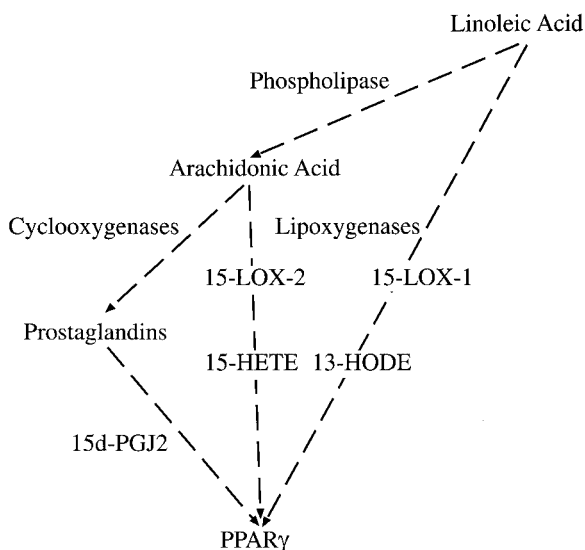 Linoleic Acid
Phospholipase
Arachidonic Acid
Cyclooxygenases
Lipoxygenases
15-LOX-2
15-LOX-1
Prostaglandins
15-HETE
13-HODE
15d-PGJ2
PPARγ